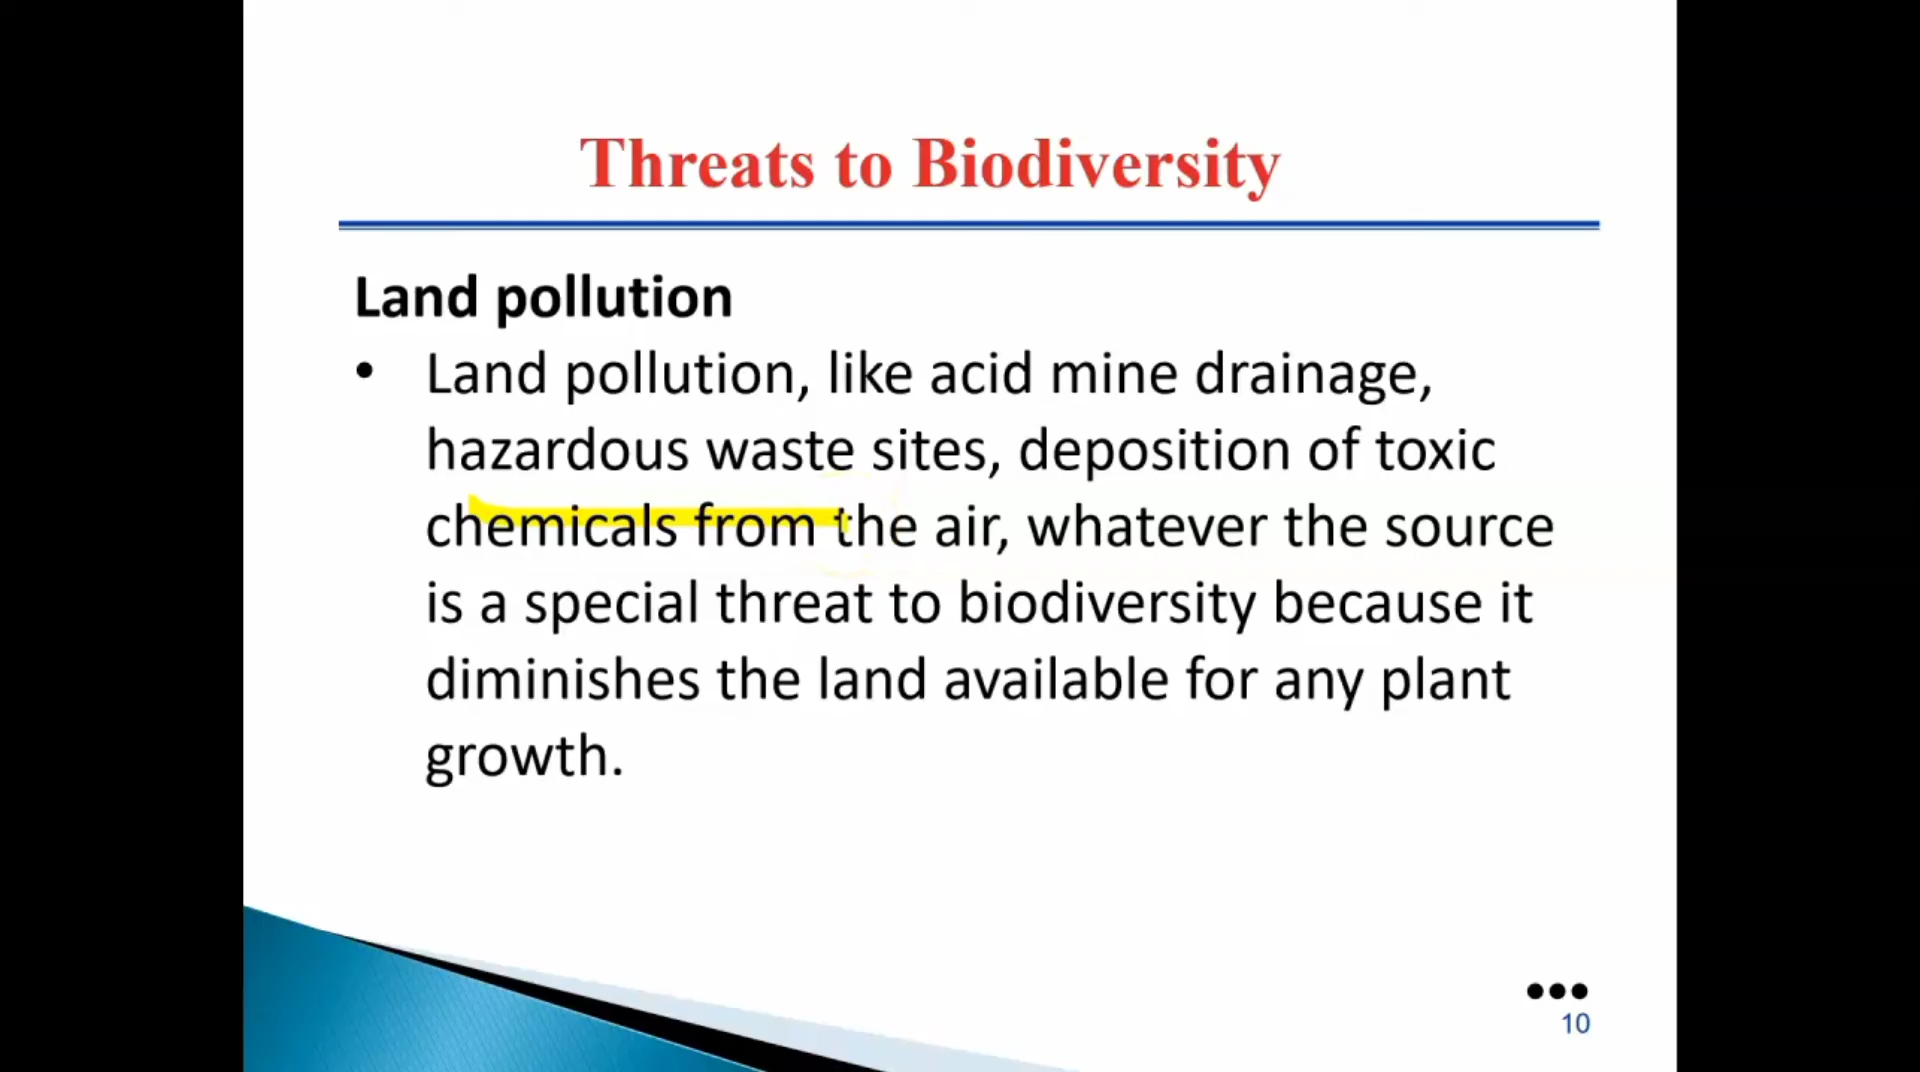 Threats to Biodiversity
Land pollution
• Land pollution, like acid mine drainage,
hazardous waste sites, deposition of toxic
chemicals from the air, whatever the source
is a special threat to biodiversity because it
diminishes the land available for any plant
growth.
•••
10